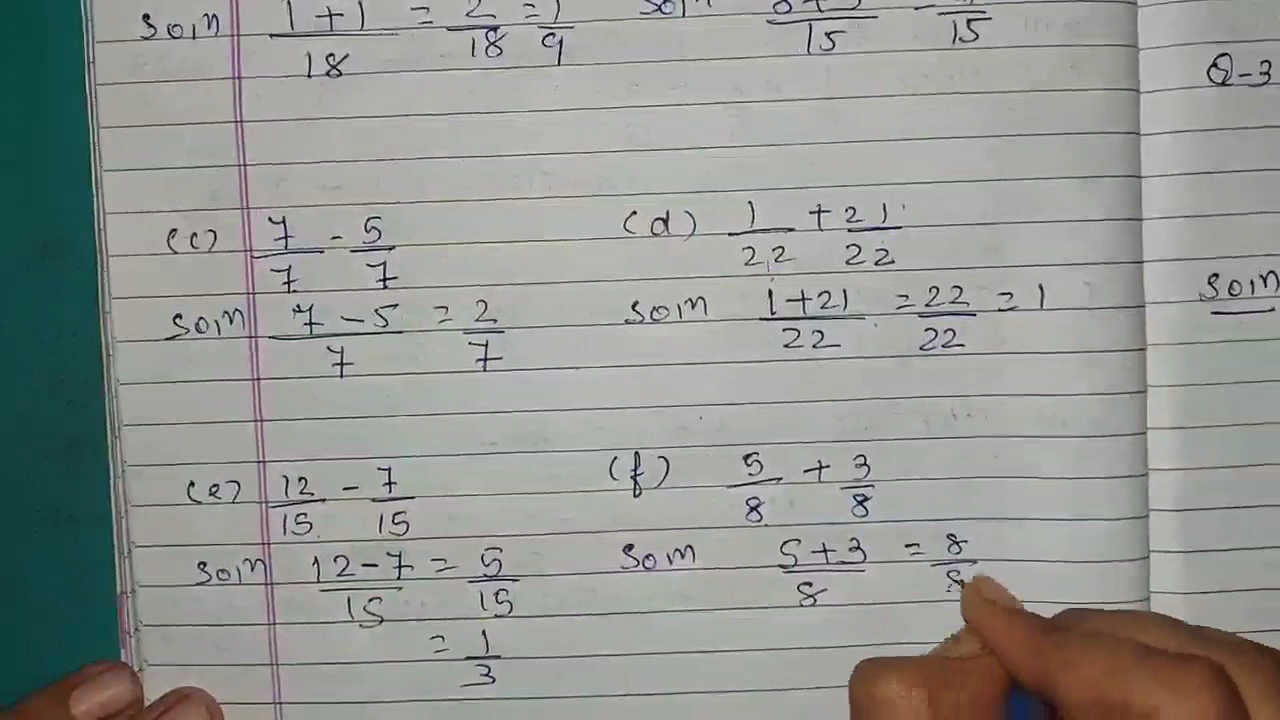 Soln 1+1/18 = 2/18 = 1/9
15 15
(c) 7/7 - 5/7
Soln 7-5/7 = 2/7
(d) 1/22 + 21/22
Soln 1+21/22 = 22/22 = 1
(e) 12/15 - 7/15
Soln 12-7/15 = 5/15
= 1/3
(f) 5/8 + 3/8
Soln 5+3/8 = 8/8
Q-3
Soln